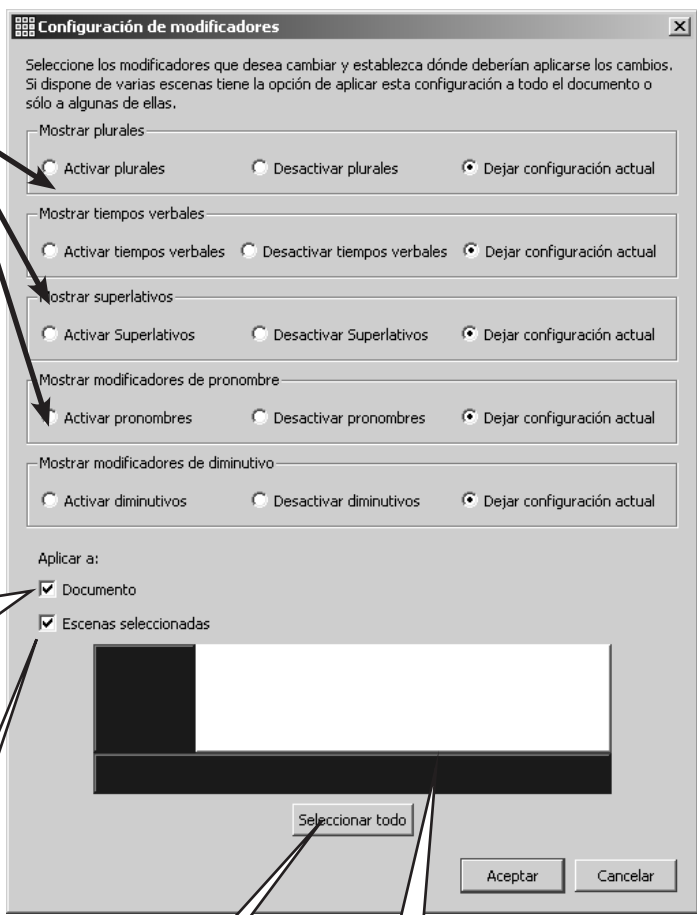 Configuración de modificadores
Seleccione los modificadores que desea cambiar y establezca dónde deberían aplicarse los cambios.
Si dispone de varias escenas tiene la opción de aplicar esta configuración a todo el documento o
sólo a algunas de ellas.
Mostrar plurales
Activar plurales Desactivar plurales Dejar configuración actual
Mostrar tiempos verbales
Activar tiempos verbales Desactivar tiempos verbales Dejar configuración actual
Mostrar superlativos
Activar Superlativos Desactivar Superlativos Dejar configuración actual
Mostrar modificadores de pronombre
Activar pronombres Desactivar pronombres Dejar configuración actual
Mostrar modificadores de diminutivo
Activar diminutivos Desactivar diminutivos Dejar configuración actual
Aplicar a:
Documento
Escenas seleccionadas
Seleccionar todo
Aceptar Cancelar